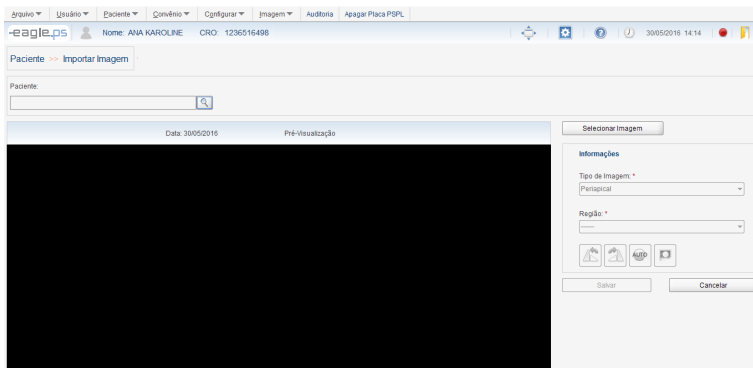 Arquivo Usuário Paciente Convênio Configurar Imagem Auditoria Apagar Placa PSPL
eagle.ps Nome: ANA KAROLINE CRO: 1236516498 30/05/2016 14:14
Paciente >> Importar Imagem
Paciente:
Data: 30/05/2016 Pré-Visualização
Selecionar Imagem
Informações
Tipo de Imagem: *
Periapical
Região: *
-----
AUTO
Salvar Cancelar